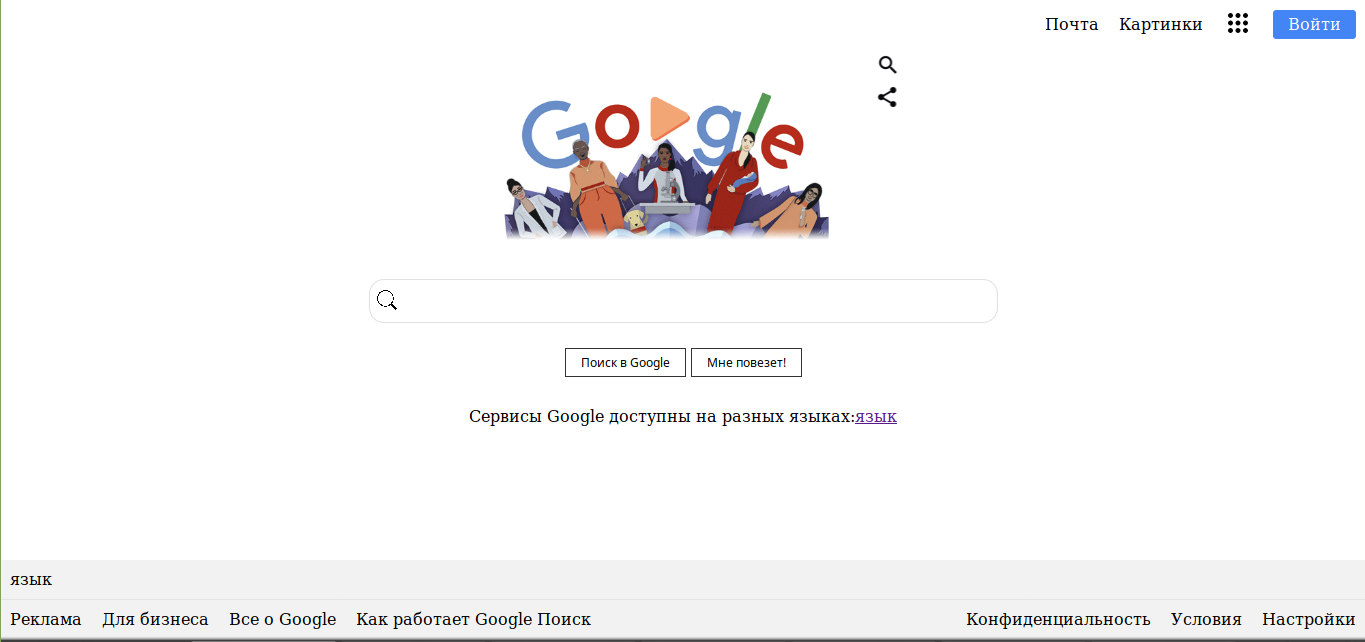 Почта Картинки Войти
Google
Поиск в Google Мне повезет!
Сервисы Google доступны на разных языках:язык
язык
Реклама Для бизнеса Все о Google Как работает Google Поиск Конфиденциальность Условия Настройки